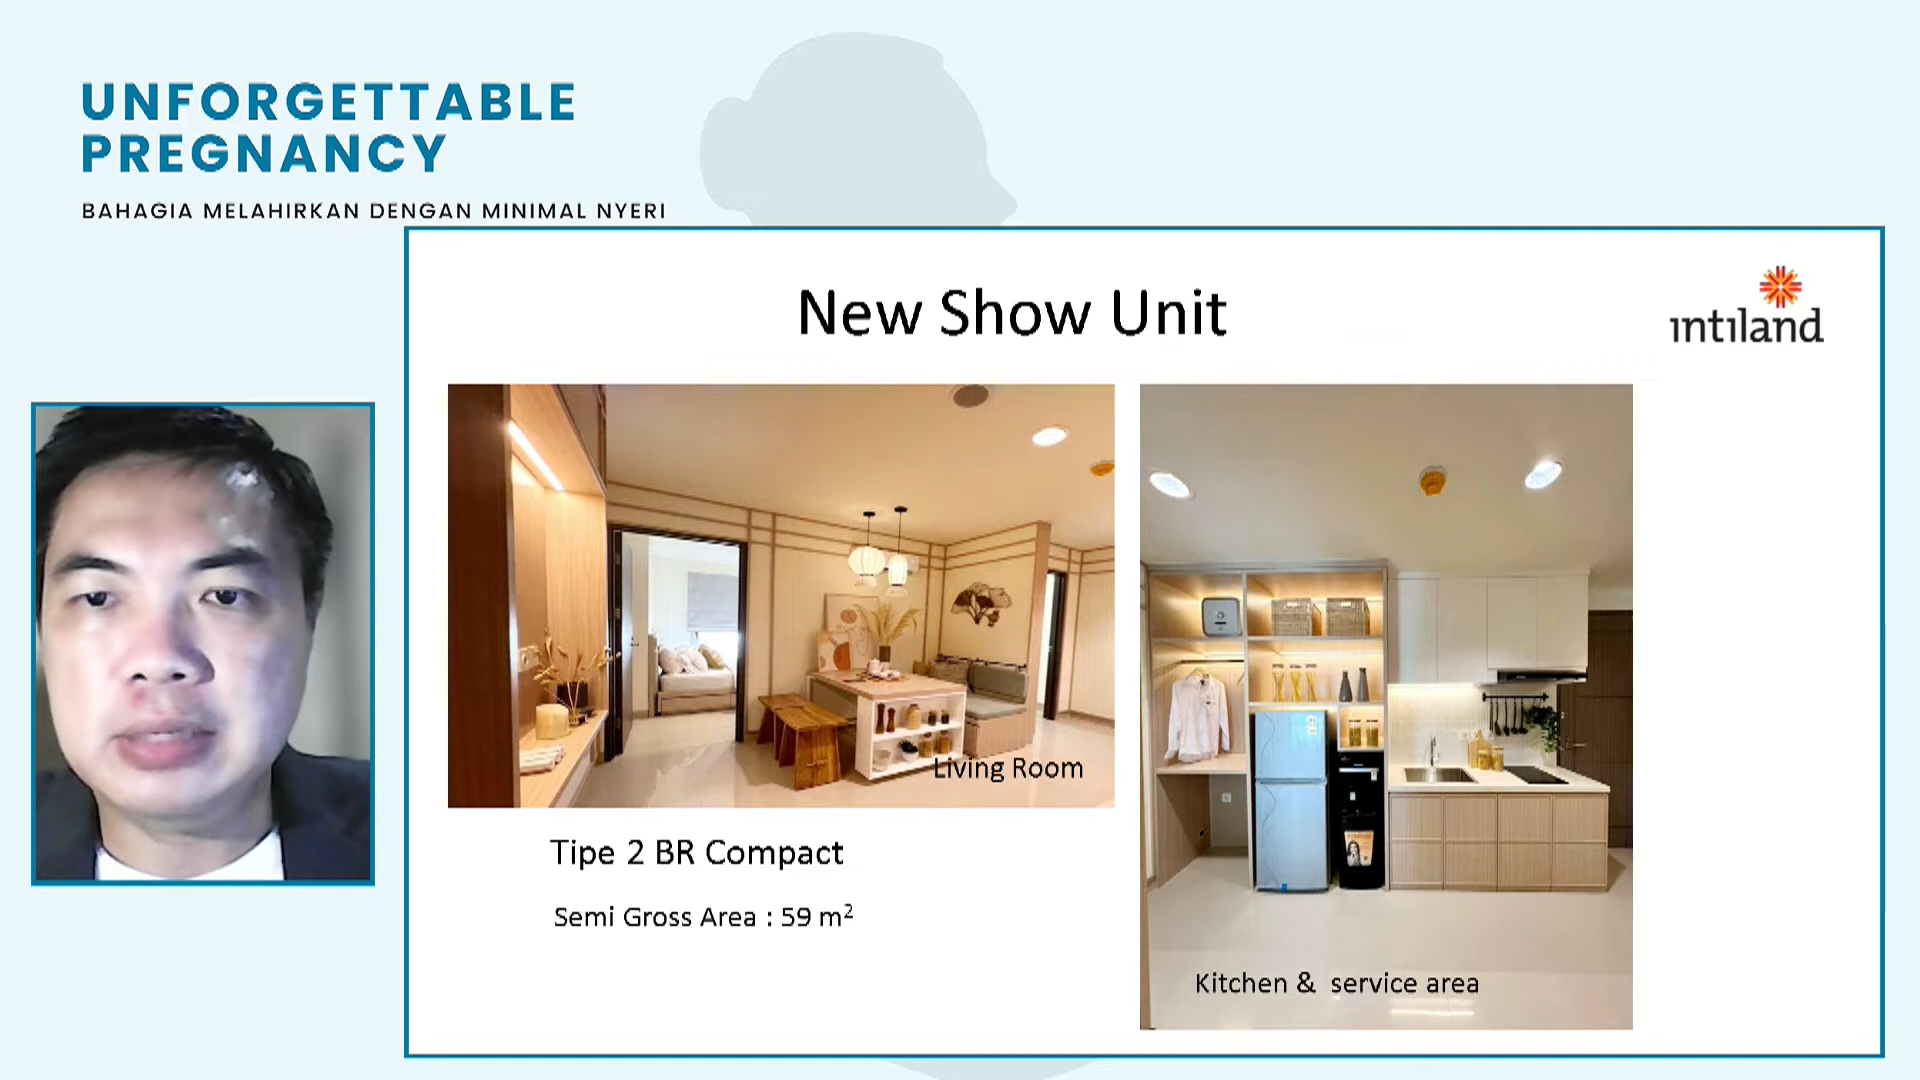 UNFORGETTABLE
PREGNANCY
BAHAGIA MELAHIRKAN DENGAN MINIMAL NYERI
New Show Unit
intiland
Living Room
Tipe 2 BR Compact
Semi Gross Area : 59 m²
Kitchen & service area